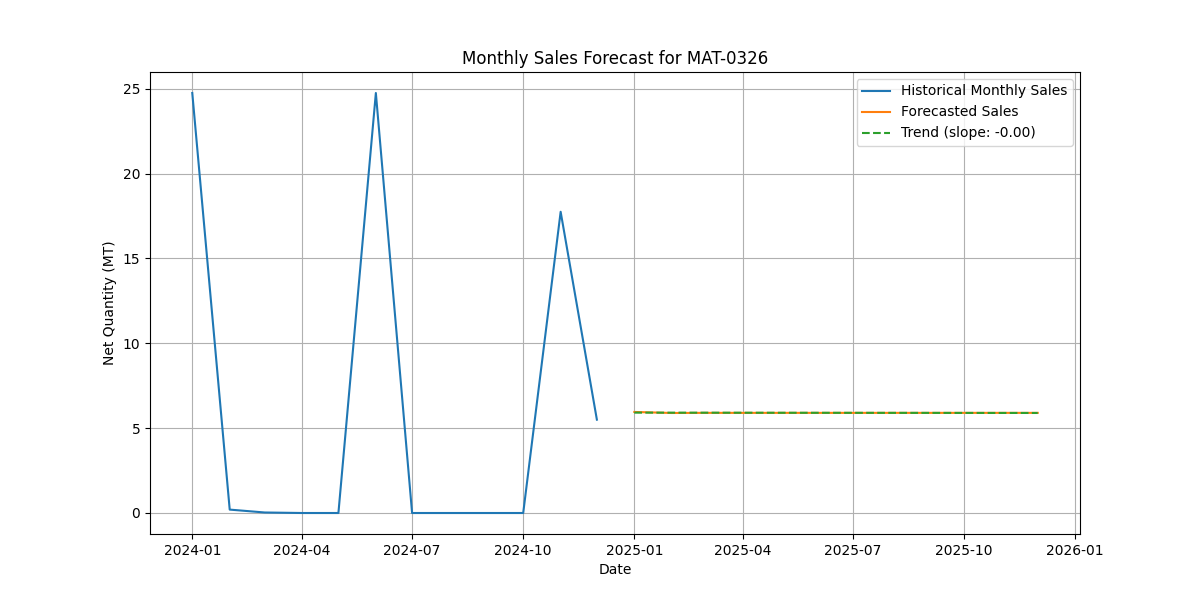 Monthly Sales Forecast for MAT-0326
Historical Monthly Sales
Forecasted Sales
Trend (slope: -0.00)
Net Quantity (MT)
25
20
15
10
5
0
2024-01 2024-04 2024-07 2024-10 2025-01 2025-04 2025-07 2025-10 2026-01
Date